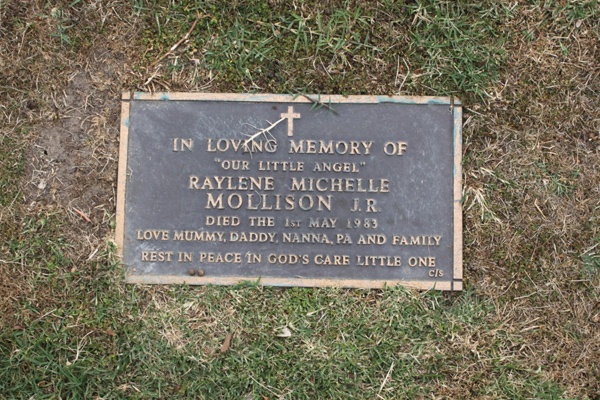 IN LOVING MEMORY OF
"OUR LITTLE ANGEL"
RAYLENE MICHELLE
MOLLISON J.R.
DIED THE 1ST MAY 1983
LOVE MUMMY, DADDY, NANNA, PA AND FAMILY
REST IN PEACE IN GOD'S CARE LITTLE ONE
C/S